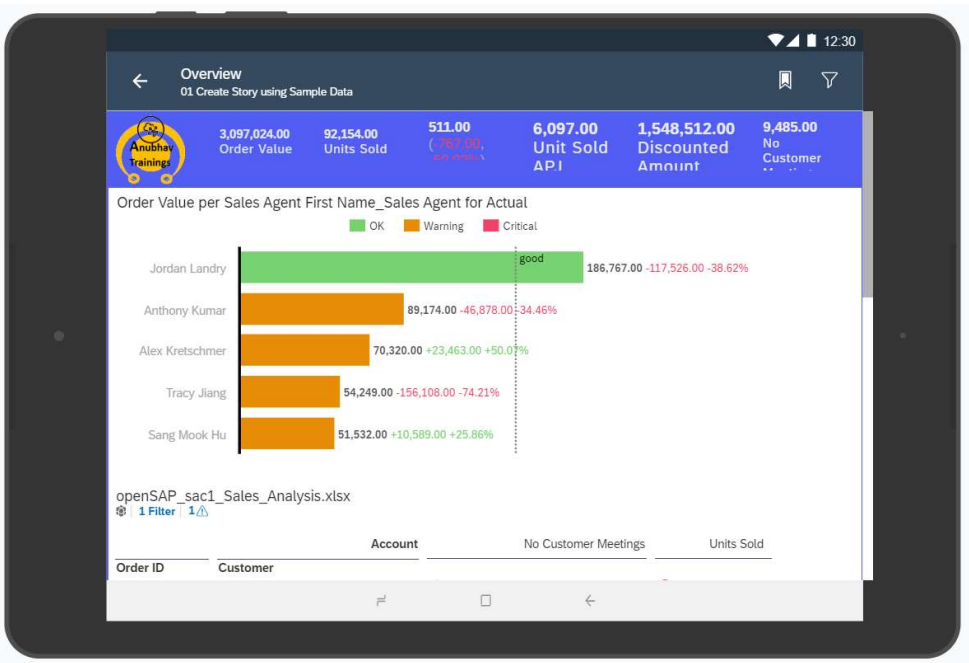 12:30
Overview
01 Create Story using Sample Data
Anubhav
Trainings
3,097,024.00
Order Value
92,154.00
Units Sold
511.00
(-767.00,
6,097.00
Unit Sold
APJ
1,548,512.00
Discounted
Amount
9,485.00
No
Customer
Order Value per Sales Agent First Name_Sales Agent for Actual
OK Warning Critical
good
Jordan Landry 186,767.00 -117,526.00 -38.62%
Anthony Kumar 89,174.00 -46,878.00 -34.46%
Alex Kretschmer 70,320.00 +23,463.00 +50.07%
Tracy Jiang 54,249.00 -156,108.00 -74.21%
Sang Mook Hu 51,532.00 +10,589.00 +25.86%
openSAP_sac1_Sales_Analysis.xlsx
1 Filter 1
Account No Customer Meetings Units Sold
Order ID Customer